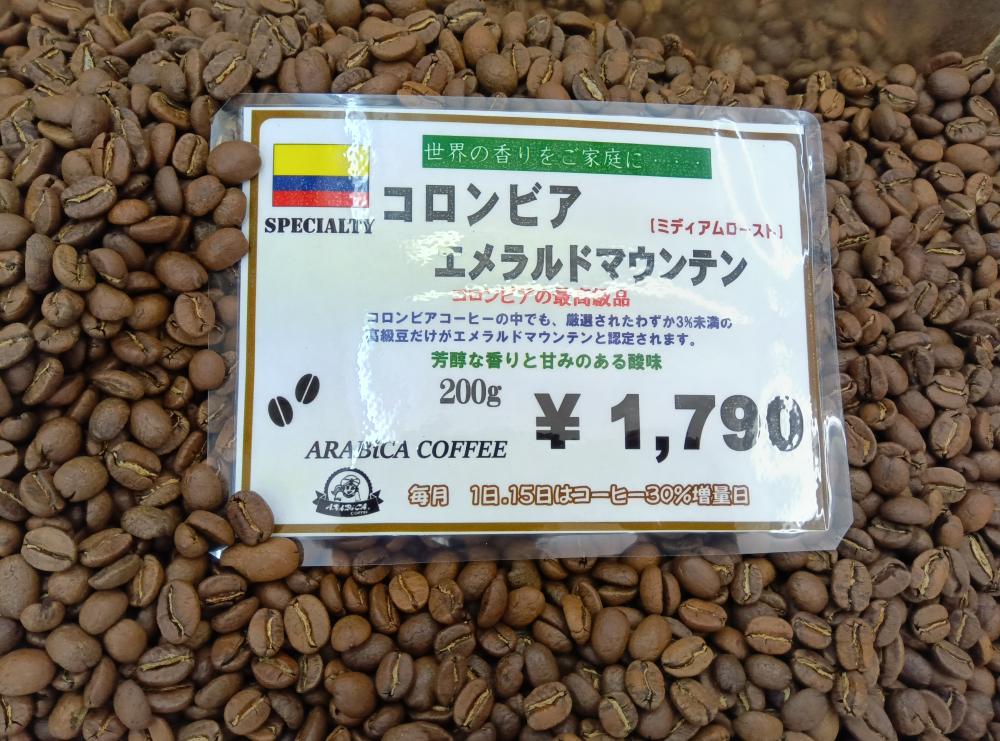 世界の香りをご家庭に
SPECIALTY
コロンビア
[ミディアムロースト]
エメラルドマウンテン
コロンビアの最高級品
コロンビアコーヒーの中でも、厳選されたわずか3%未満の
高級豆だけがエメラルドマウンテンと認定されます。
芳醇な香りと甘みのある酸味
200g
¥1,790
ARABiCA COFFEE
ARABiCA
COFFEE
毎月 1日.15日はコーヒー30%増量日